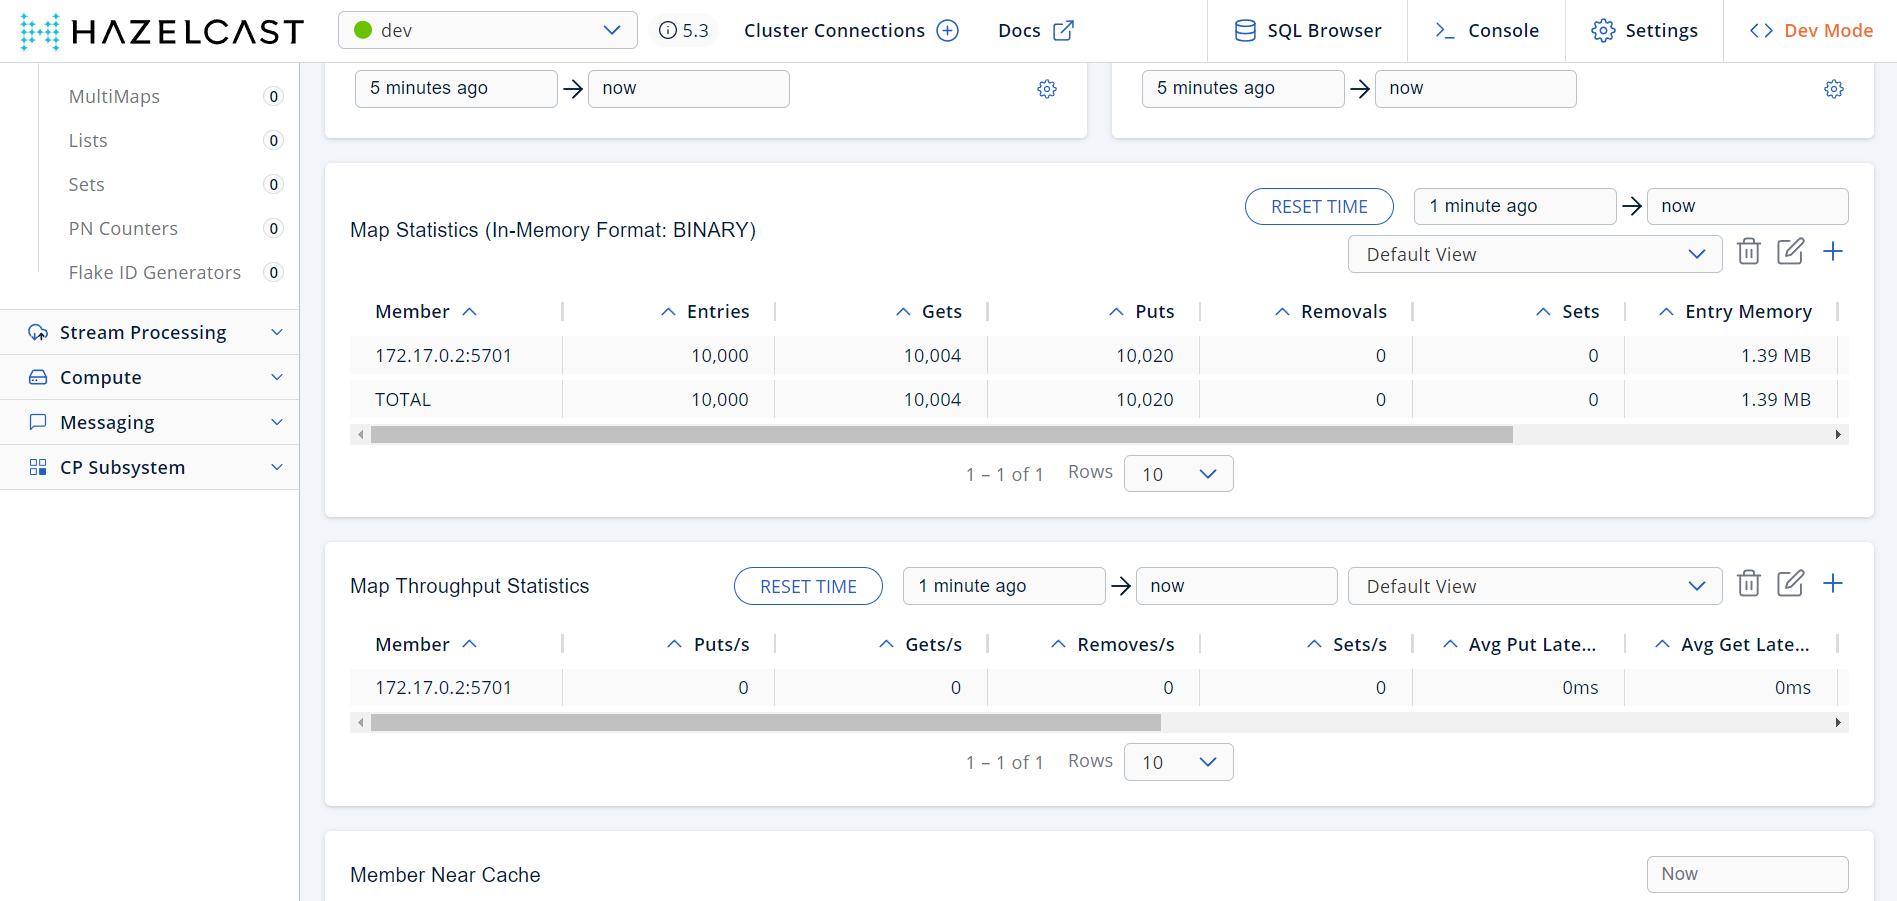 HAZELCAST
dev
5.3
Cluster Connections
Docs
SQL Browser
Console
Settings
Dev Mode
MultiMaps 0
Lists 0
Sets 0
PN Counters 0
Flake ID Generators 0
Stream Processing
Compute
Messaging
CP Subsystem
5 minutes ago now
5 minutes ago now
Map Statistics (In-Memory Format: BINARY)
RESET TIME 1 minute ago now
Default View
Member Entries Gets Puts Removals Sets Entry Memory
172.17.0.2:5701 10,000 10,004 10,020 0 0 1.39 MB
TOTAL 10,000 10,004 10,020 0 0 1.39 MB
1 – 1 of 1 Rows 10
Map Throughput Statistics RESET TIME 1 minute ago now Default View
Member Puts/s Gets/s Removes/s Sets/s Avg Put Late... Avg Get Late...
172.17.0.2:5701 0 0 0 0 0ms 0ms
1 – 1 of 1 Rows 10
Member Near Cache Now